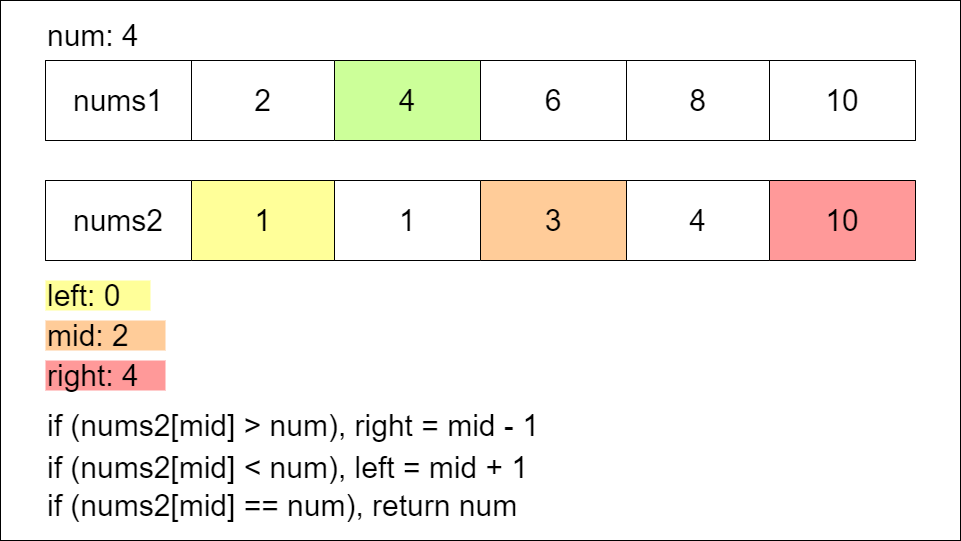 num: 4
nums1 2 4 6 8 10
nums2 1 1 3 4 10
left: 0
mid: 2
right: 4
if (nums2[mid] > num), right = mid - 1
if (nums2[mid] < num), left = mid + 1
if (nums2[mid] == num), return num